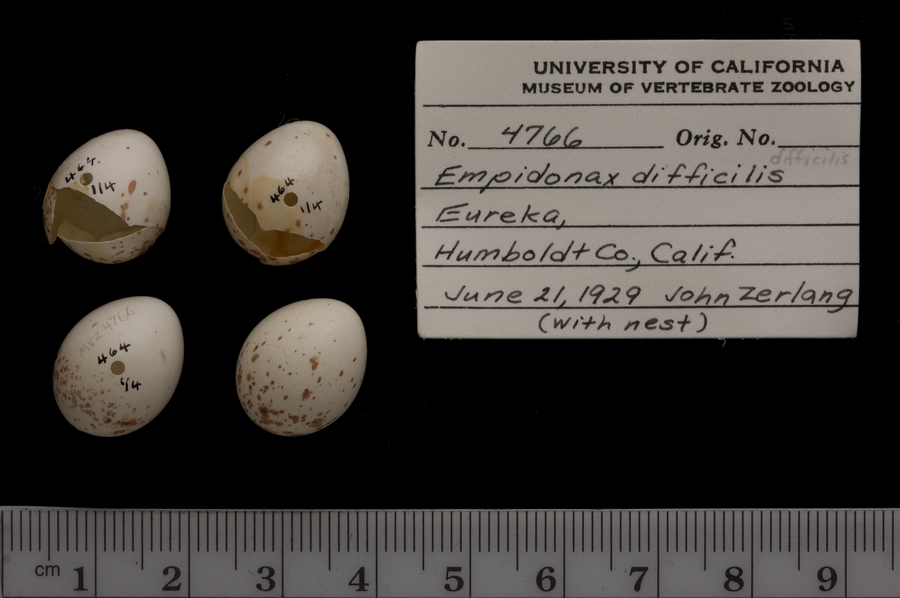 464
1/4
464
1/4
MVZ 4766
464
1/4
UNIVERSITY OF CALIFORNIA
MUSEUM OF VERTEBRATE ZOOLOGY
No. 4766 Orig. No.
difficilis
Empidonax difficilis
Eureka,
Humboldt Co., Calif.
June 21, 1929 John Zerlang
(with nest)
cm 1 2 3 4 5 6 7 8 9